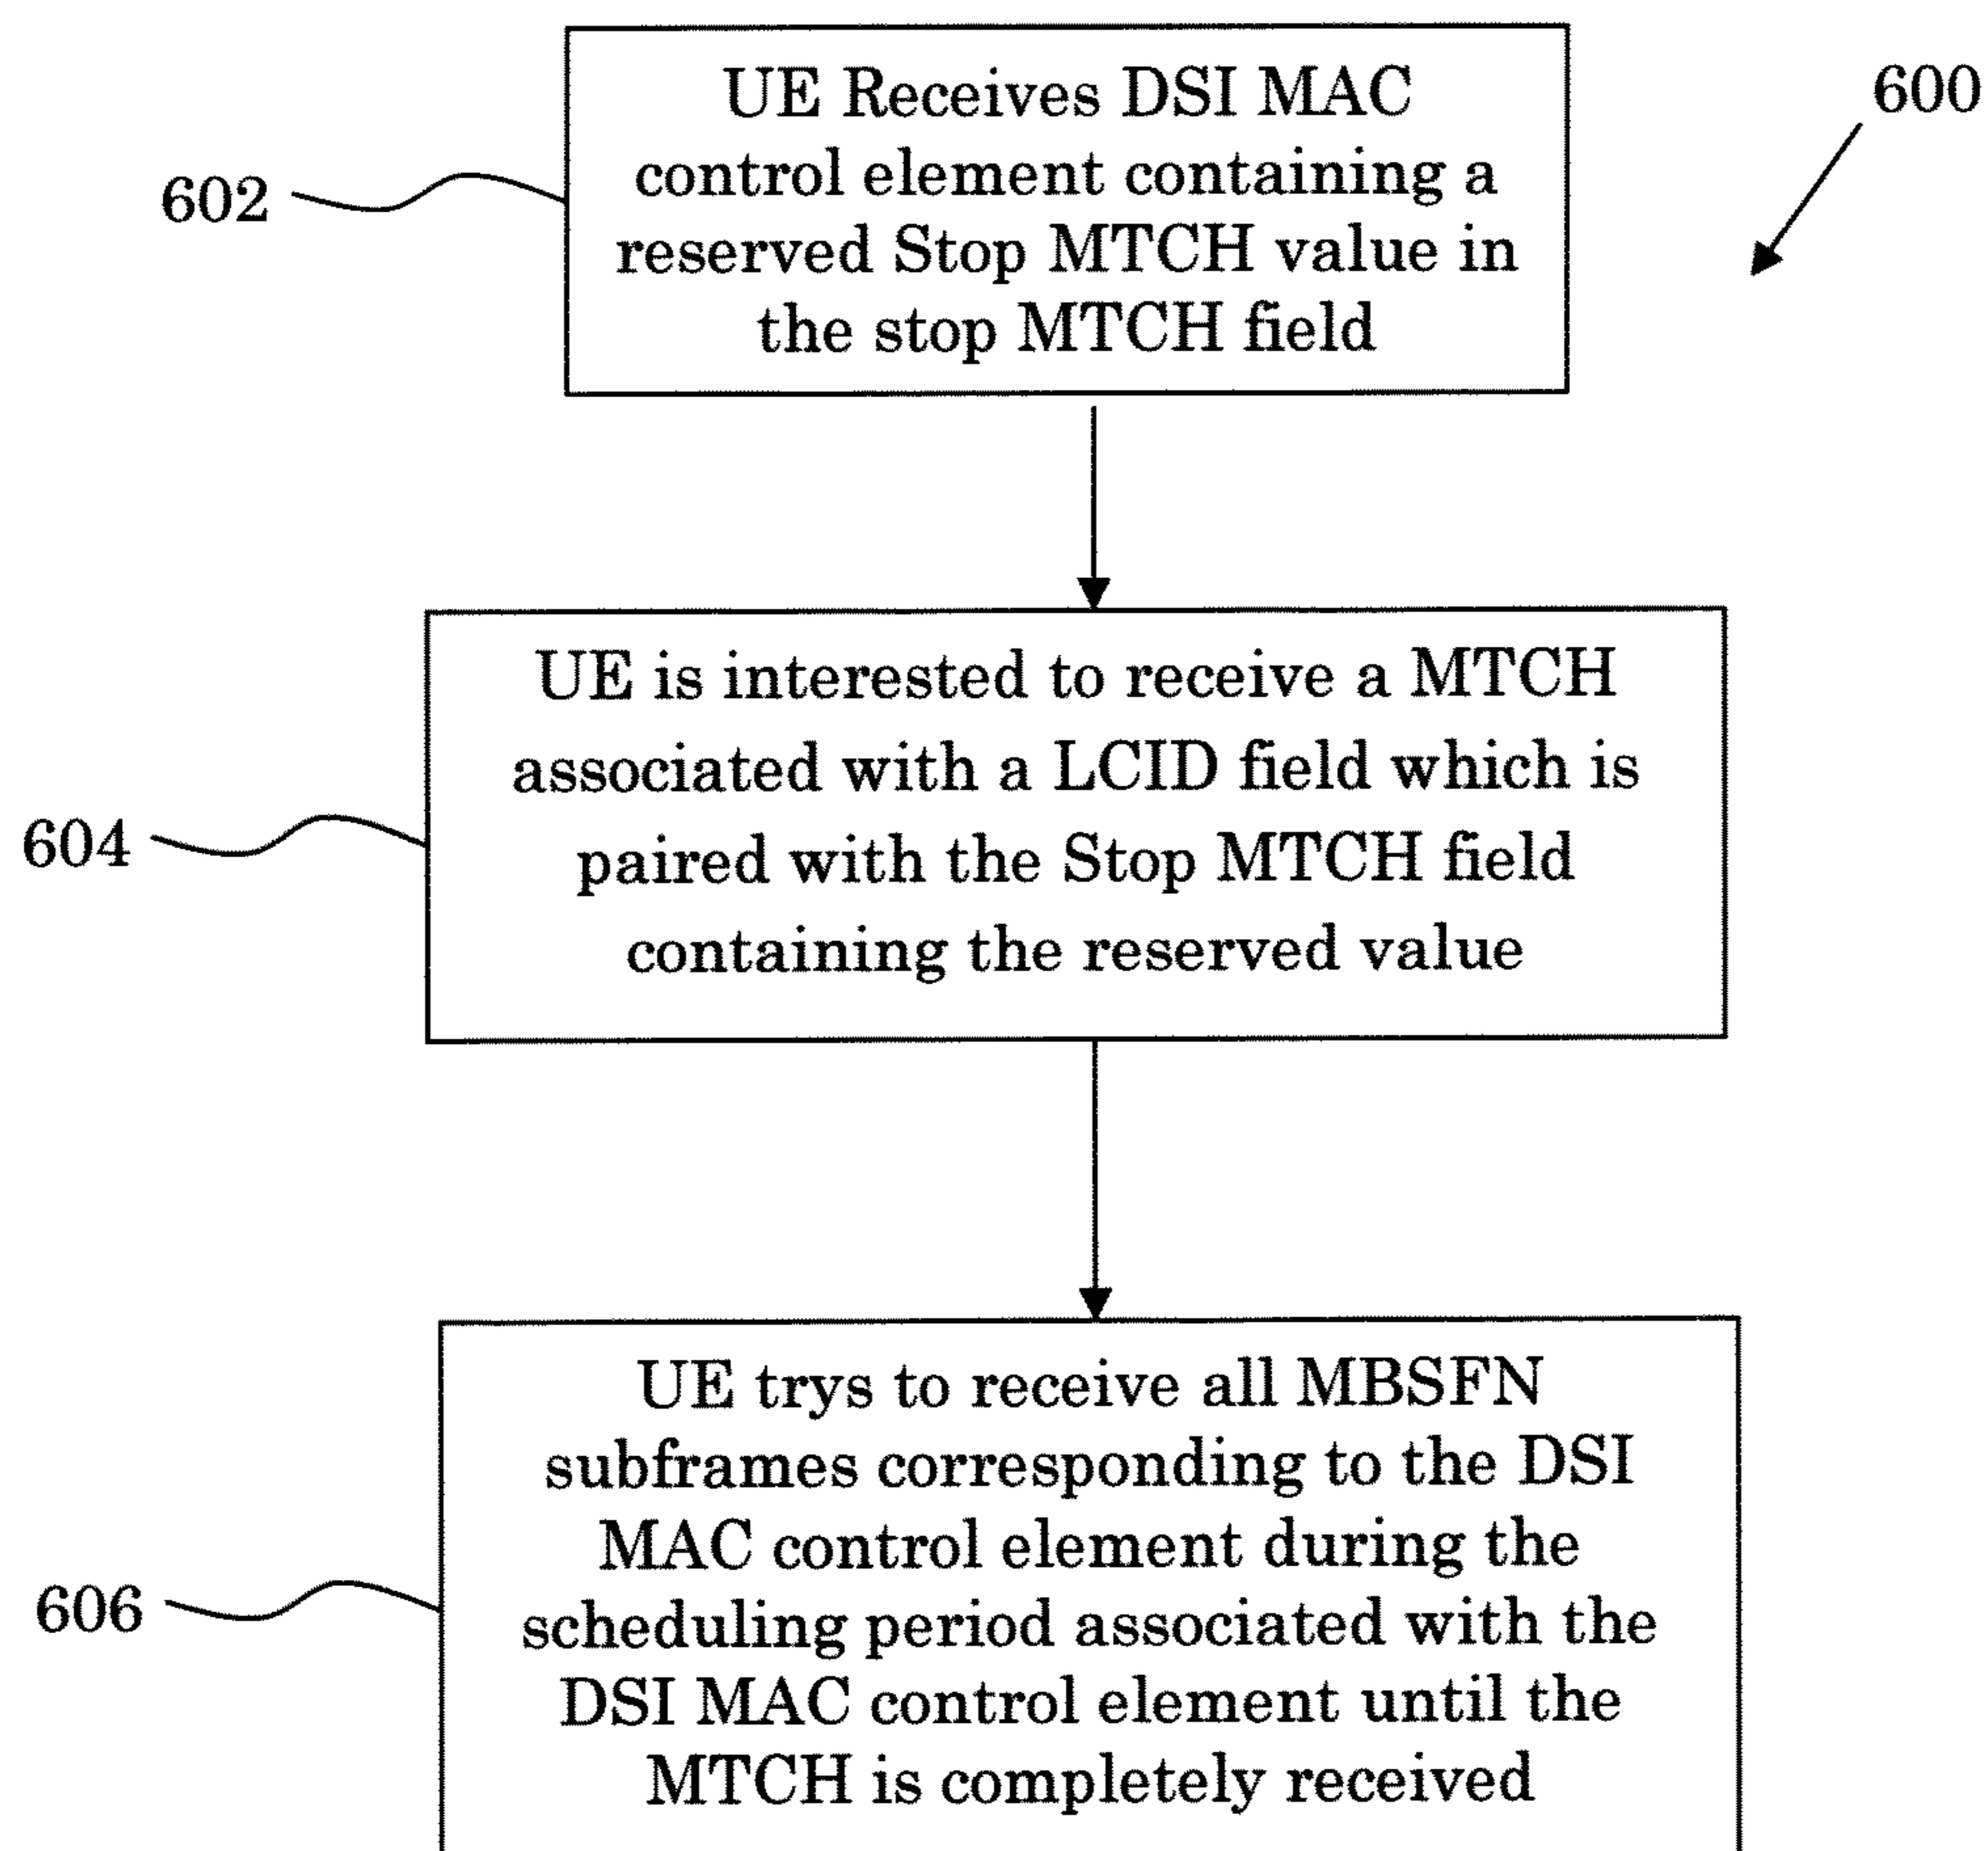 600
602
UE Receives DSI MAC
control element containing a
reserved Stop MTCH value in
the stop MTCH field
604
UE is interested to receive a MTCH
associated with a LCID field which is
paired with the Stop MTCH field
containing the reserved value
606
UE trys to receive all MBSFN
subframes corresponding to the DSI
MAC control element during the
scheduling period associated with the
DSI MAC control element until the
MTCH is completely received